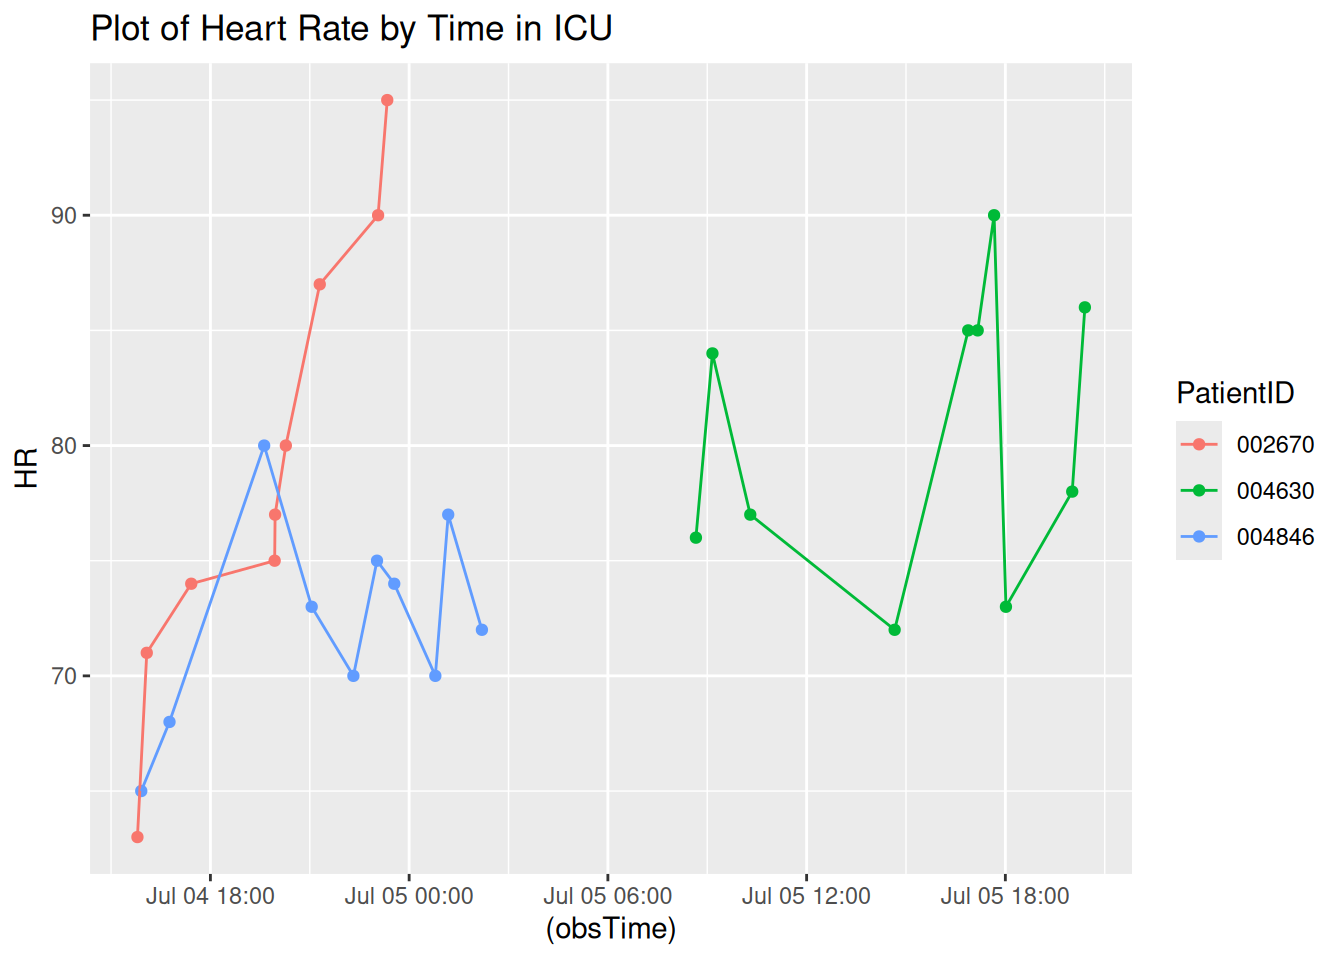 Plot of Heart Rate by Time in ICU
90
80
70
HR
Jul 04 18:00 Jul 05 00:00 Jul 05 06:00 Jul 05 12:00 Jul 05 18:00
(obsTime)
PatientID
002670
004630
004846